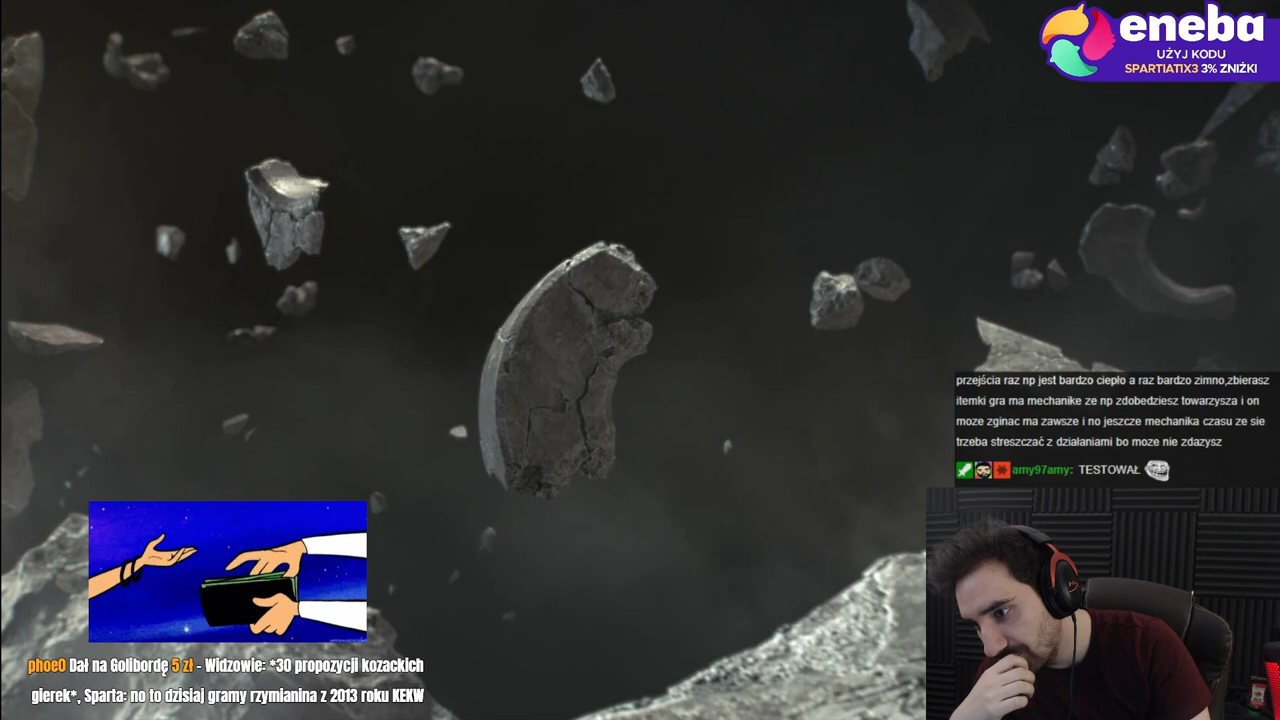 eneba
UŻYJ KODU
SPARTIATIX3 3% ZNIŻKI
przejścia raz np jest bardzo ciepło a raz bardzo zimno,zbierasz
itemki gra ma mechanike ze np zdobedziesz towarzysza i on
moze zginac ma zawsze i no jeszcze mechanika czasu ze sie
trzeba streszczać z działaniami bo moze nie zdazysz
amy97amy: TESTOWAŁ
phoe0 Dał na Golibordę 5 zł - Widzowie: *30 propozycji kozackich
gierek*, Sparta: no to dzisiaj gramy rzymianina z 2013 roku KEKW